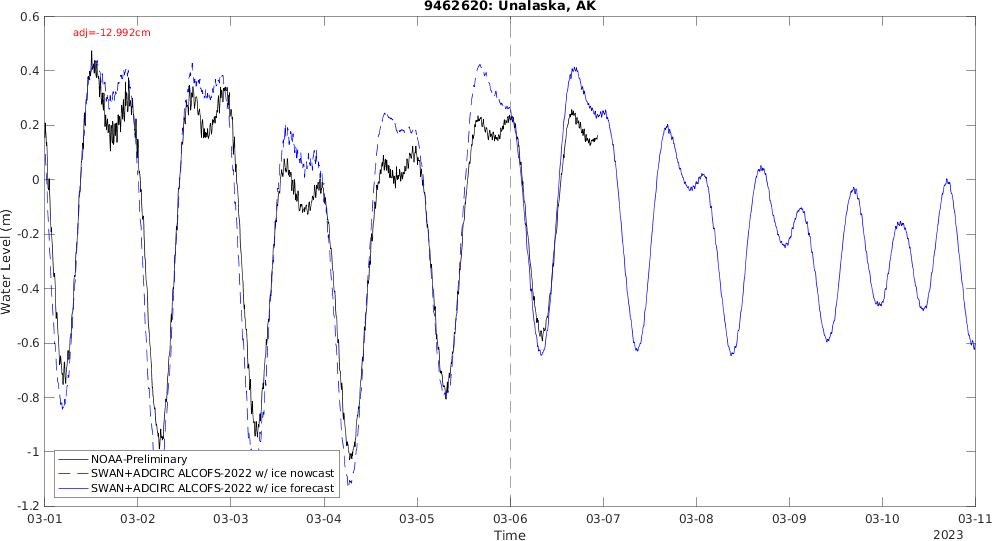 9462620: Unalaska, AK
adj=-12.992cm
0.6
0.4
0.2
0
-0.2
-0.4
-0.6
-0.8
-1
-1.2
Water Level (m)
NOAA-Preliminary
SWAN+ADCIRC ALCOFS-2022 w/ ice nowcast
SWAN+ADCIRC ALCOFS-2022 w/ ice forecast
03-01 03-02 03-03 03-04 03-05 03-06 03-07 03-08 03-09 03-10 03-11
Time
2023